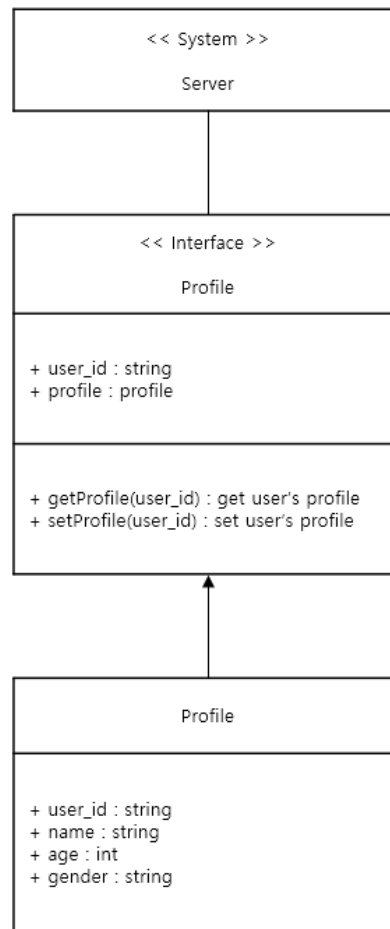 << System >>
Server
<< Interface >>
Profile
+ user_id : string
+ profile : profile
+ getProfile(user_id) : get user's profile
+ setProfile(user_id) : set user's profile
Profile
+ user_id : string
+ name : string
+ age : int
+ gender : string